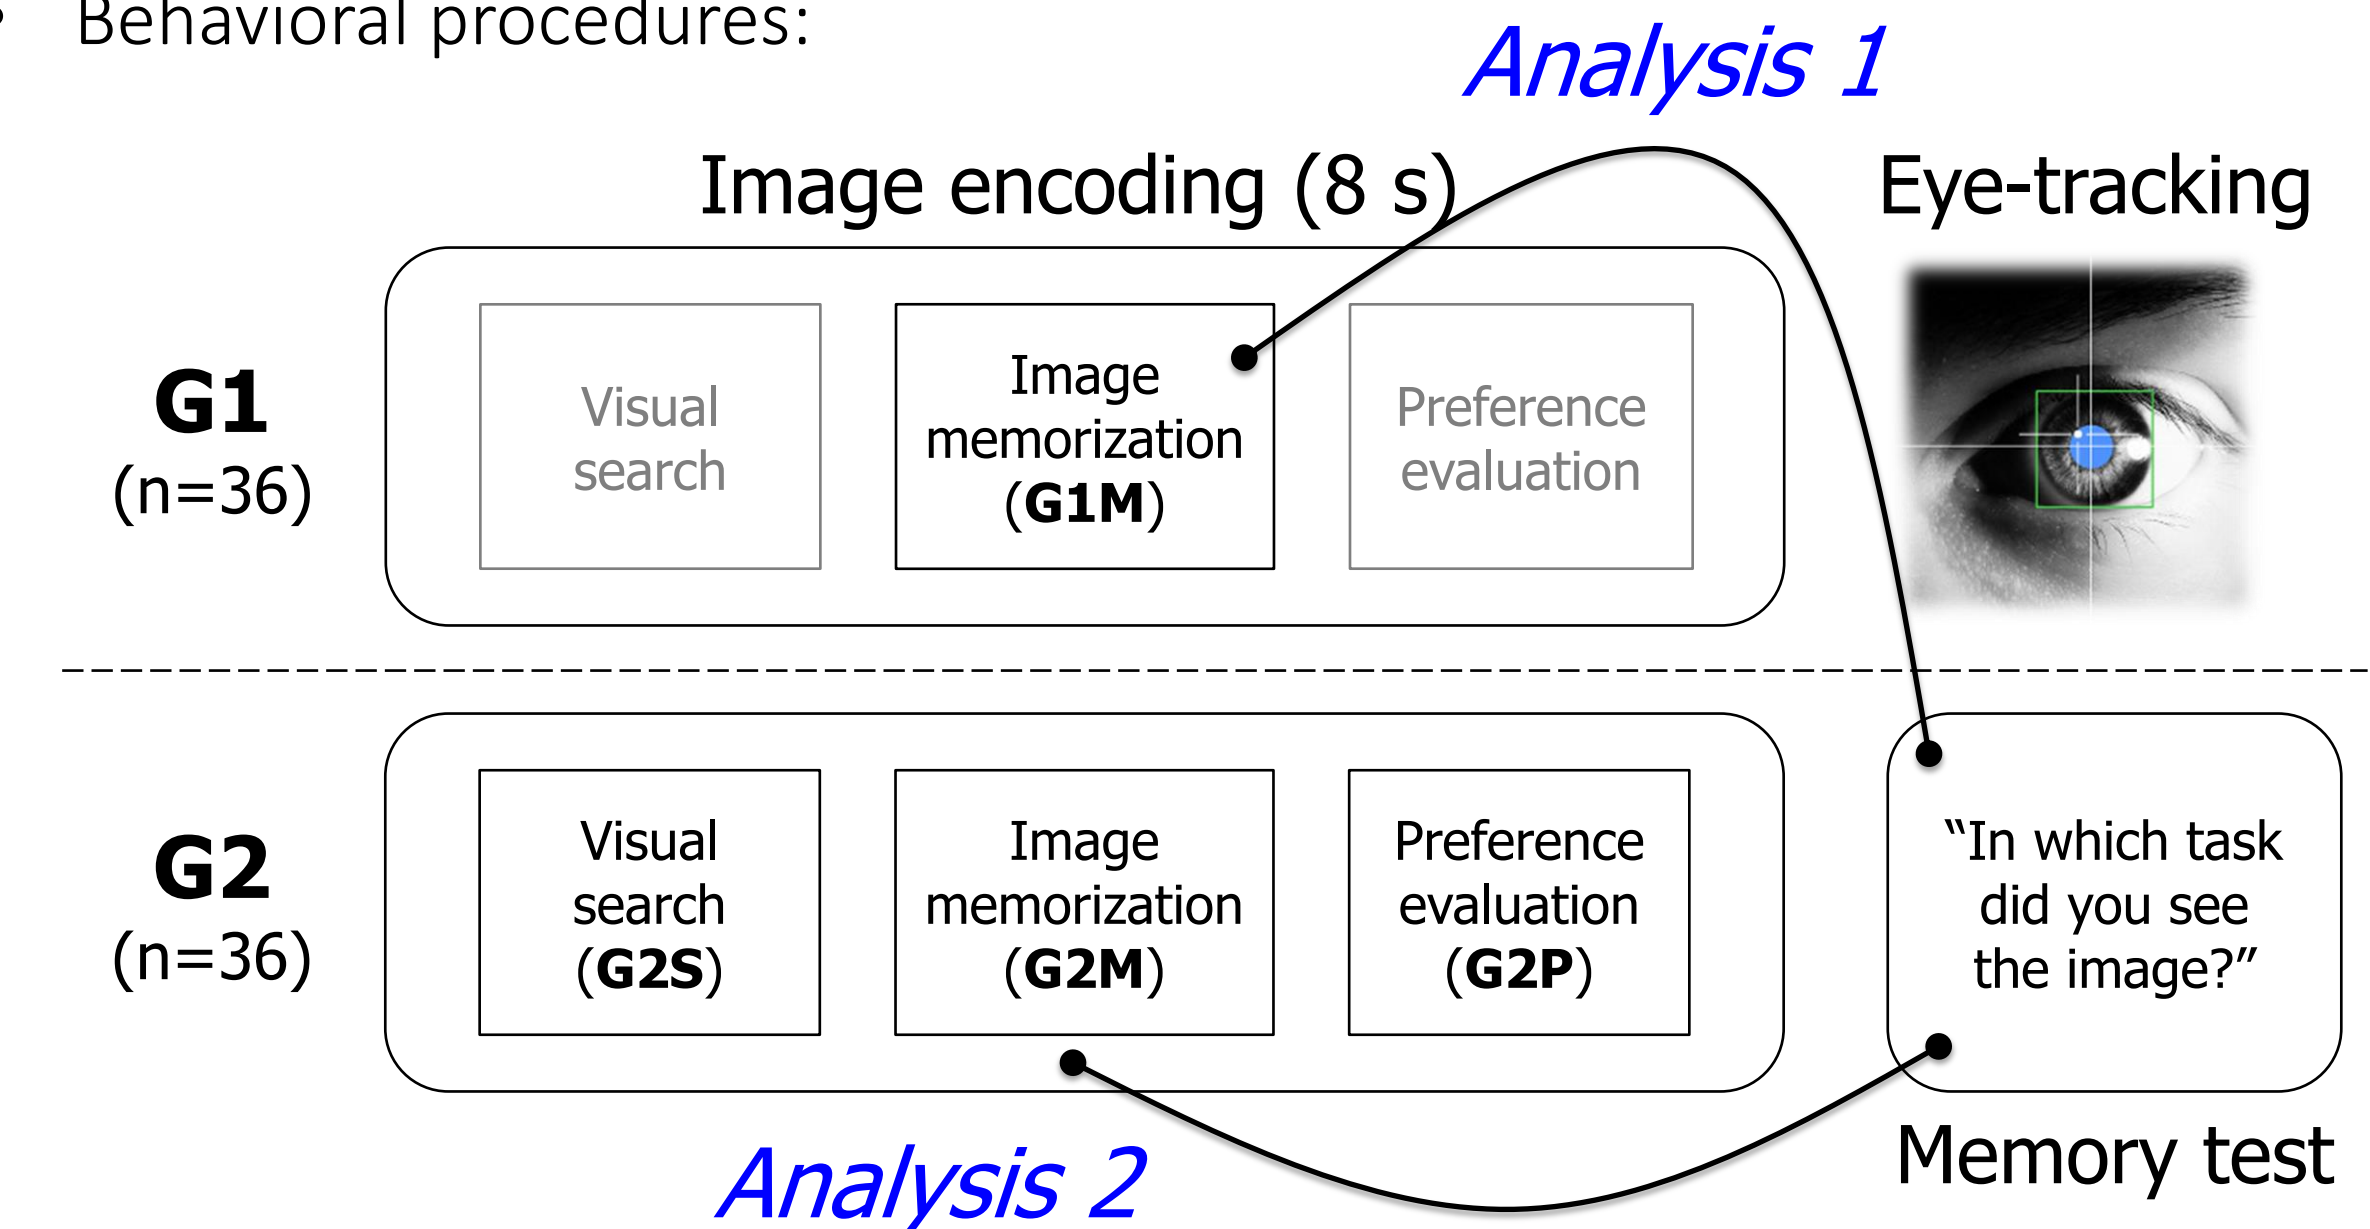 • Behavioral procedures:
Analysis 1
Image encoding (8 s)
Eye-tracking
G1
(n=36)
Visual
search
Image
memorization
(G1M)
Preference
evaluation
G2
(n=36)
Visual
search
(G2S)
Image
memorization
(G2M)
Preference
evaluation
(G2P)
“In which task
did you see
the image?”
Memory test
Analysis 2